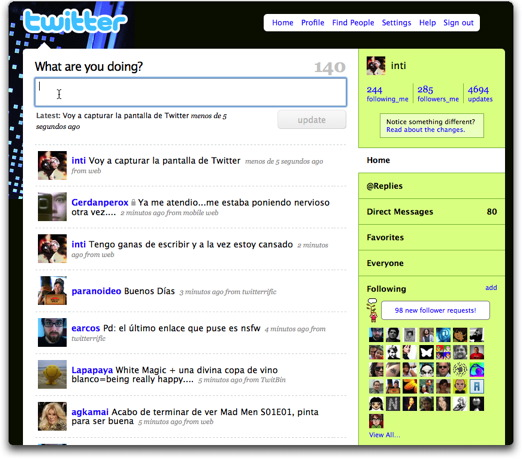 twitter
Home Profile Find People Settings Help Sign out
What are you doing?
140
Latest: Voy a capturar la pantalla de Twitter menos de 5
segundos ago
update
inti Voy a capturar la pantalla de Twitter menos de 5 segundos ago
from web
Gerdanperox Ya me atendio...me estaba poniendo nervioso
otra vez.... 2 minutos ago from mobile web
inti Tengo ganas de escribir y a la vez estoy cansado 2 minutos
ago from web
paranoideo Buenos Días 3 minutos ago from twitterrific
earcos Pd: el último enlace que puse es nsfw 4 minutos ago from
twitterrific
Lapapaya White Magic + una divina copa de vino
blanco=being really happy.... 5 minutos ago from TwitBin
agkamai Acabo de terminar de ver Mad Men S01E01, pinta
para ser buena 5 minutos ago from web
inti
244 285 4694
following_me followers_me updates
Notice something different?
Read about the changes.
Home
@Replies
Direct Messages 80
Favorites
Everyone
Following add
98 new follower requests!
View All...